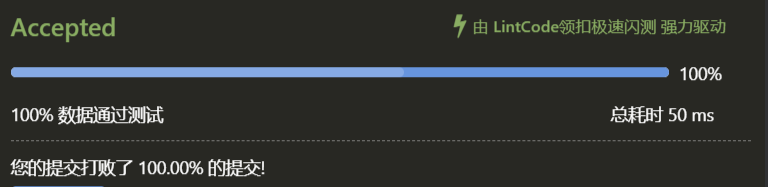 Accepted
由 LintCode领扣极速闪测 强力驱动
100%
100% 数据通过测试
总耗时 50 ms
您的提交打败了 100.00% 的提交!